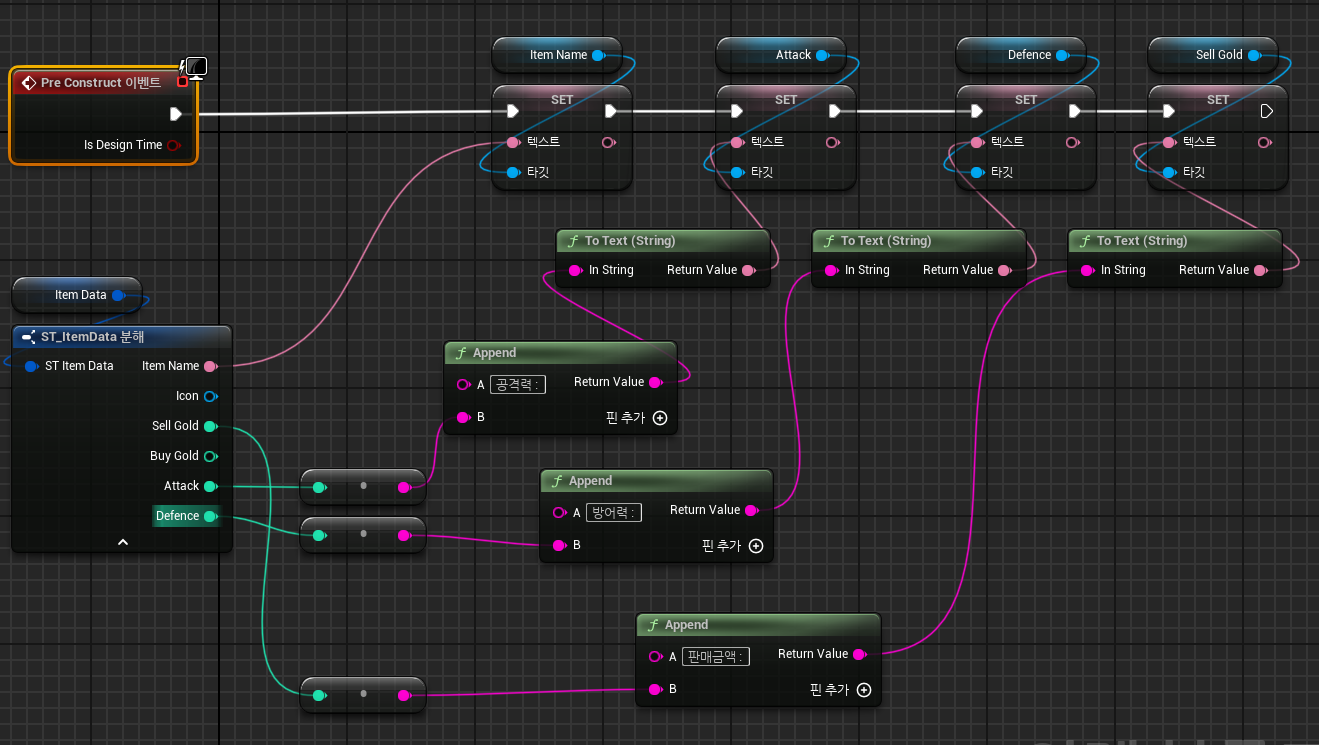 Pre Construct 이벤트
Is Design Time
Item Name
SET
텍스트
타깃
Attack
SET
텍스트
타깃
Defence
SET
텍스트
타깃
Sell Gold
SET
텍스트
타깃
f To Text (String)
In String Return Value
f To Text (String)
In String Return Value
f To Text (String)
In String Return Value
Item Data
ST_ItemData 분해
ST Item Data Item Name
Icon
Sell Gold
Buy Gold
Attack
Defence
f Append
A 공격력 : Return Value
B 핀 추가
f Append
A 방어력 : Return Value
B 핀 추가
f Append
A 판매금액 : Return Value
B 핀 추가